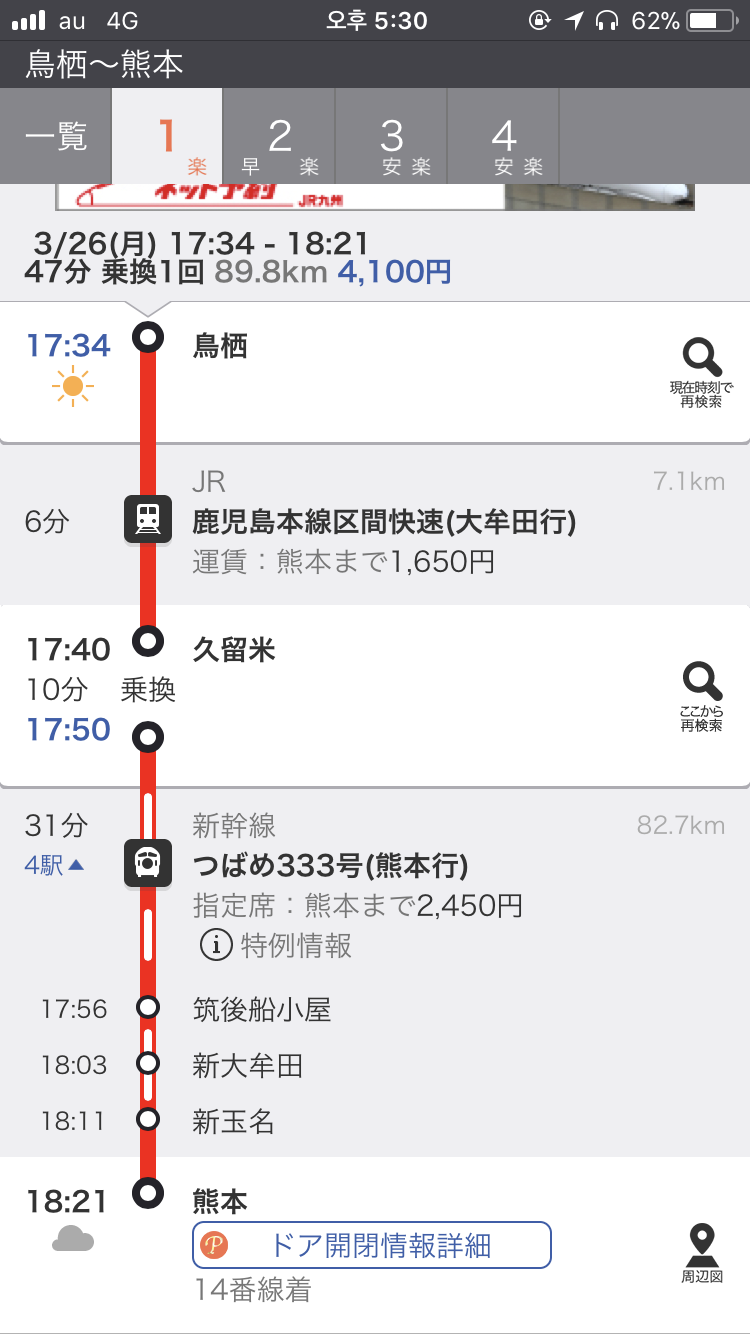 au 4G 오후 5:30 62%
鳥栖〜熊本
一覧 1 楽 2 早 楽 3 安 楽 4 安 楽
ネット予約 JR九州
3/26(月) 17:34 - 18:21
47分 乗換1回 89.8km 4,100円
17:34 鳥栖
現在時刻で
再検索
JR 7.1km
6分 鹿児島本線区間快速(大牟田行)
運賃：熊本まで1,650円
17:40 久留米
10分 乗換
17:50
ここから
再検索
31分 新幹線 82.7km
4駅▲ つばめ333号(熊本行)
指定席：熊本まで2,450円
i 特例情報
17:56 筑後船小屋
18:03 新大牟田
18:11 新玉名
18:21 熊本
P ドア開閉情報詳細
14番線着
周辺図